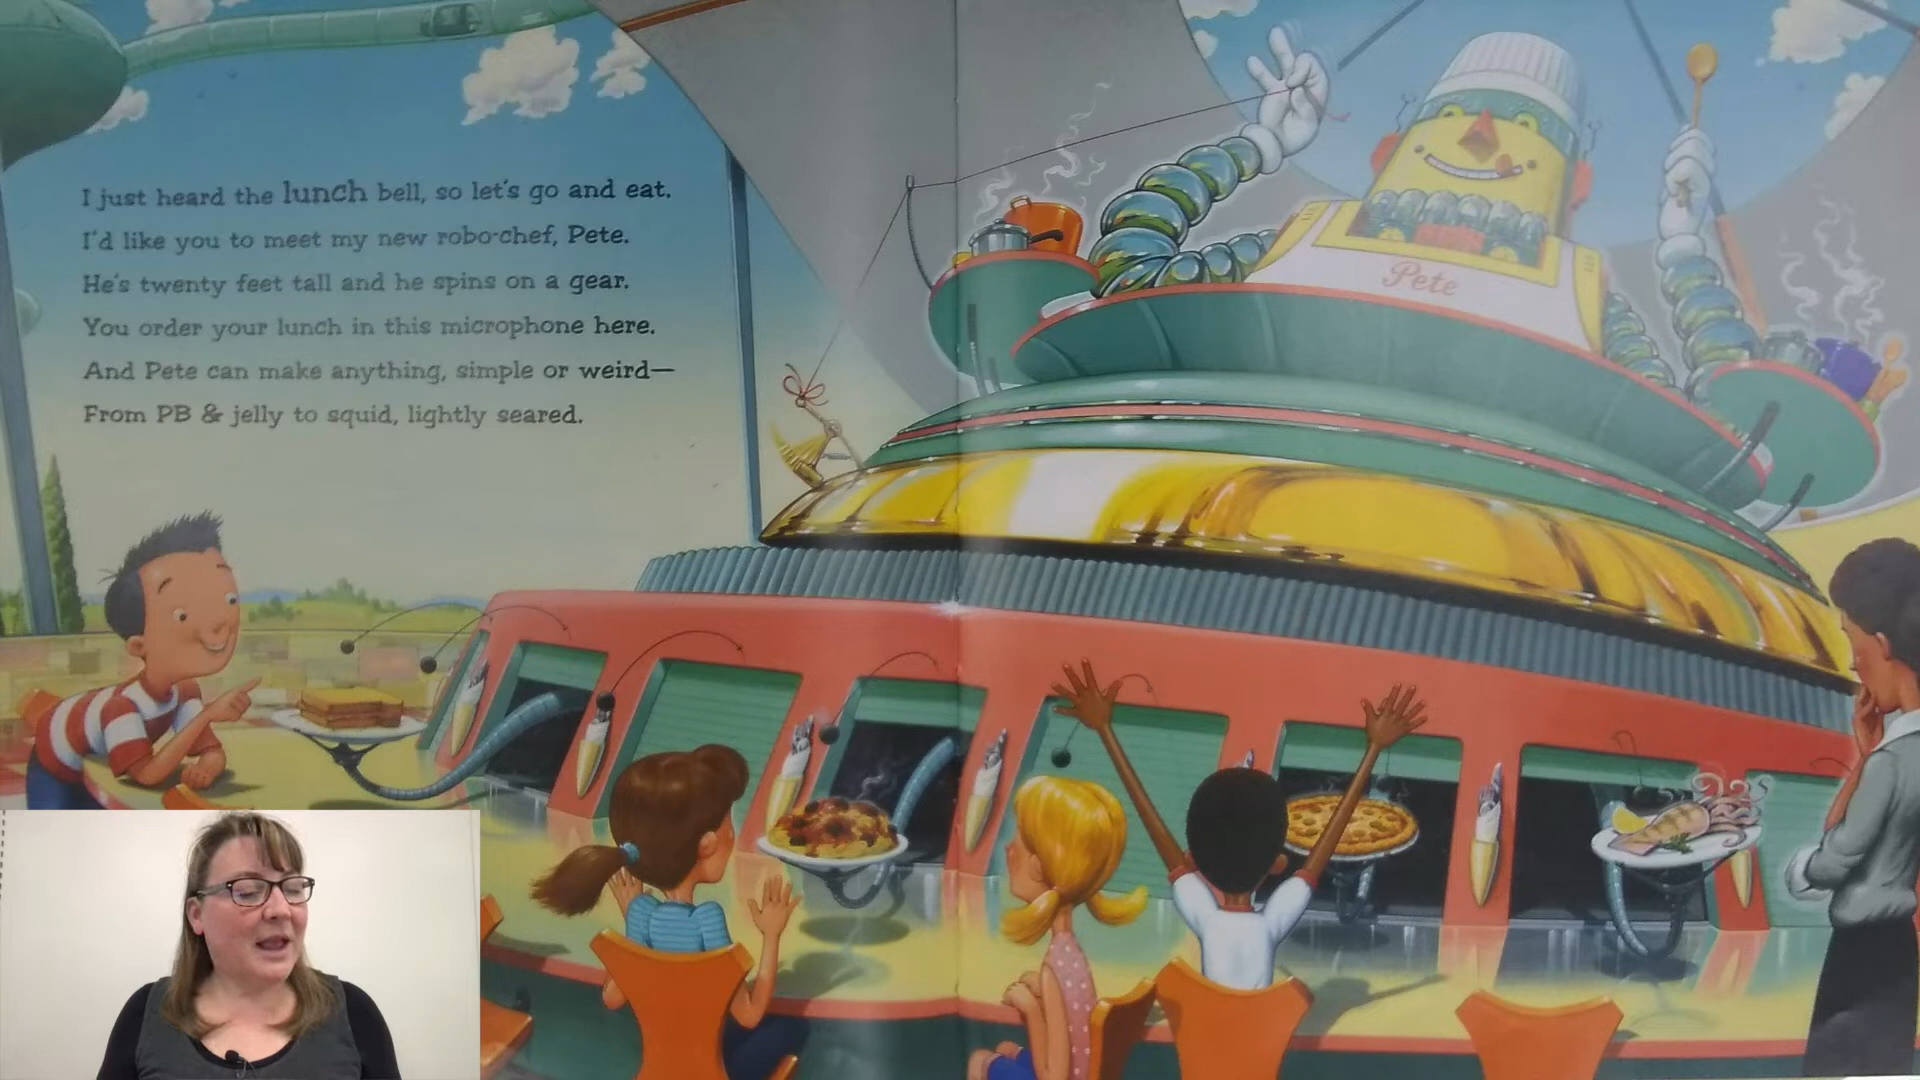 I just heard the lunch bell, so let's go and eat.
I'd like you to meet my new robo-chef, Pete.
He's twenty feet tall and he spins on a gear.
You order your lunch in this microphone here.
And Pete can make anything, simple or weird—
From PB & jelly to squid, lightly seared.
Pete